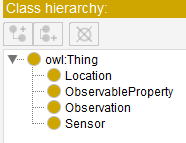 Class hierarchy:
owl:Thing
Location
ObservableProperty
Observation
Sensor